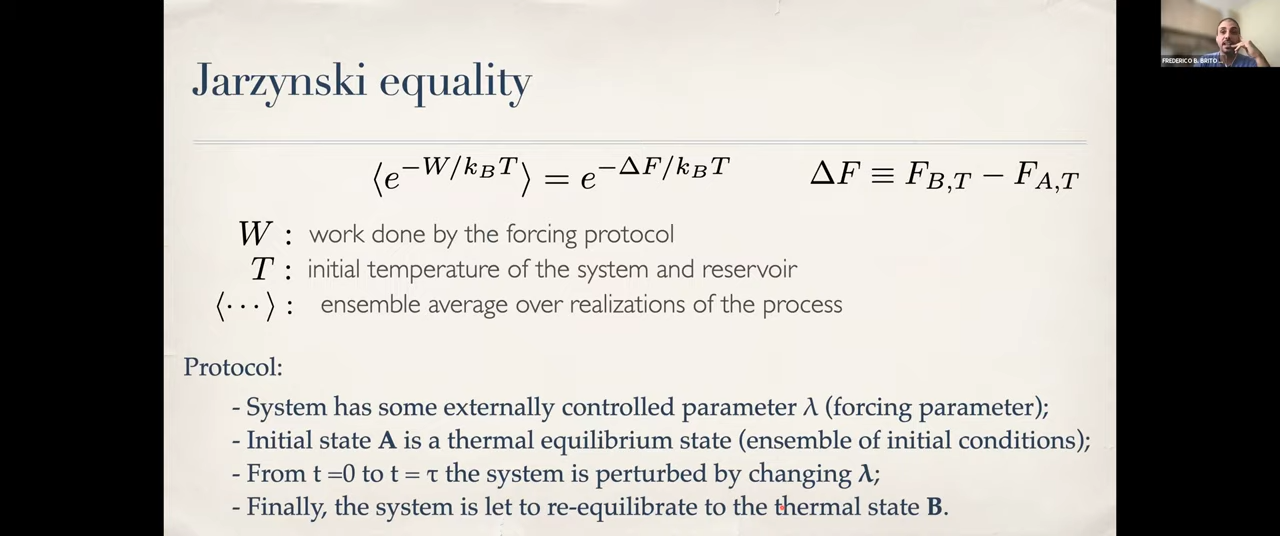 Jarzynski equality
⟨e^{−W/k_BT}⟩ = e^{−ΔF/k_BT}    ΔF ≡ F_{B,T} − F_{A,T}
W : work done by the forcing protocol
T : initial temperature of the system and reservoir
⟨· · ·⟩ : ensemble average over realizations of the process
Protocol:
- System has some externally controlled parameter λ (forcing parameter);
- Initial state A is a thermal equilibrium state (ensemble of initial conditions);
- From t =0 to t = τ the system is perturbed by changing λ;
- Finally, the system is let to re-equilibrate to the thermal state B.
FREDERICO B. BRITO ...